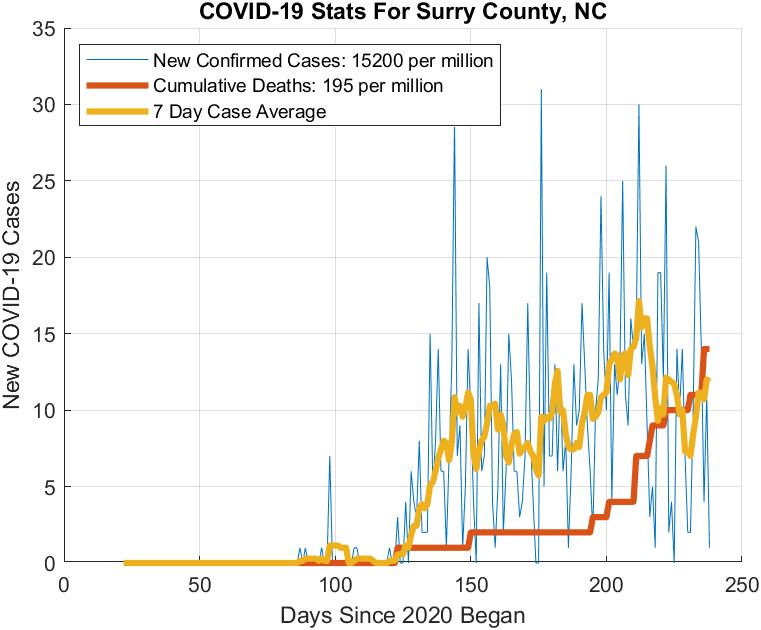 COVID-19 Stats For Surry County, NC
35
30
25
20
15
10
5
0
New COVID-19 Cases
New Confirmed Cases: 15200 per million
Cumulative Deaths: 195 per million
7 Day Case Average
0 50 100 150 200 250
Days Since 2020 Began